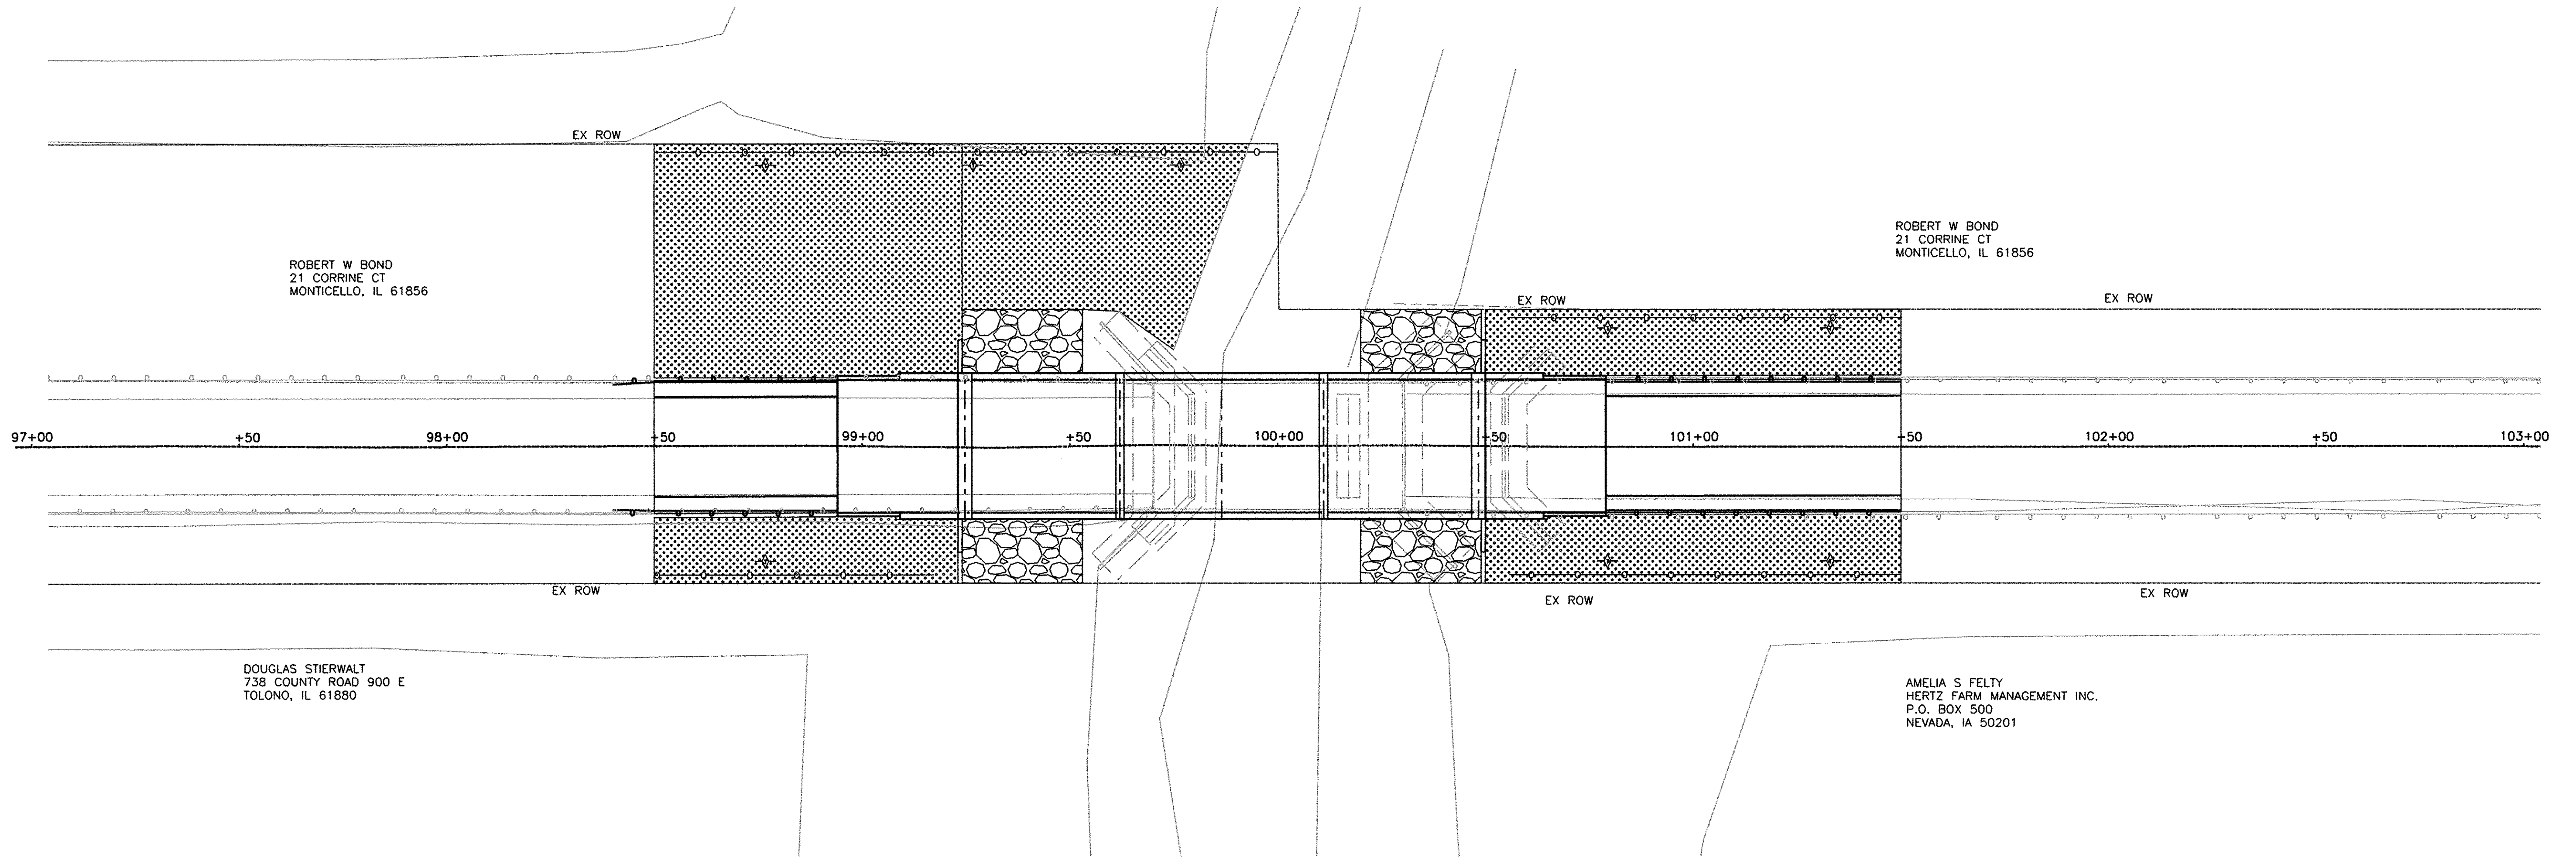 EX ROW
ROBERT W BOND
21 CORRINE CT
MONTICELLO, IL 61856
ROBERT W BOND
21 CORRINE CT
MONTICELLO, IL 61856
EX ROW
EX ROW
97+00 +50 98+00 +50 99+00 +50 100+00 +50 101+00 +50 102+00 +50 103+00
EX ROW
EX ROW
EX ROW
DOUGLAS STIERWALT
738 COUNTY ROAD 900 E
TOLONO, IL 61880
AMELIA S FELTY
HERTZ FARM MANAGEMENT INC.
P.O. BOX 500
NEVADA, IA 50201